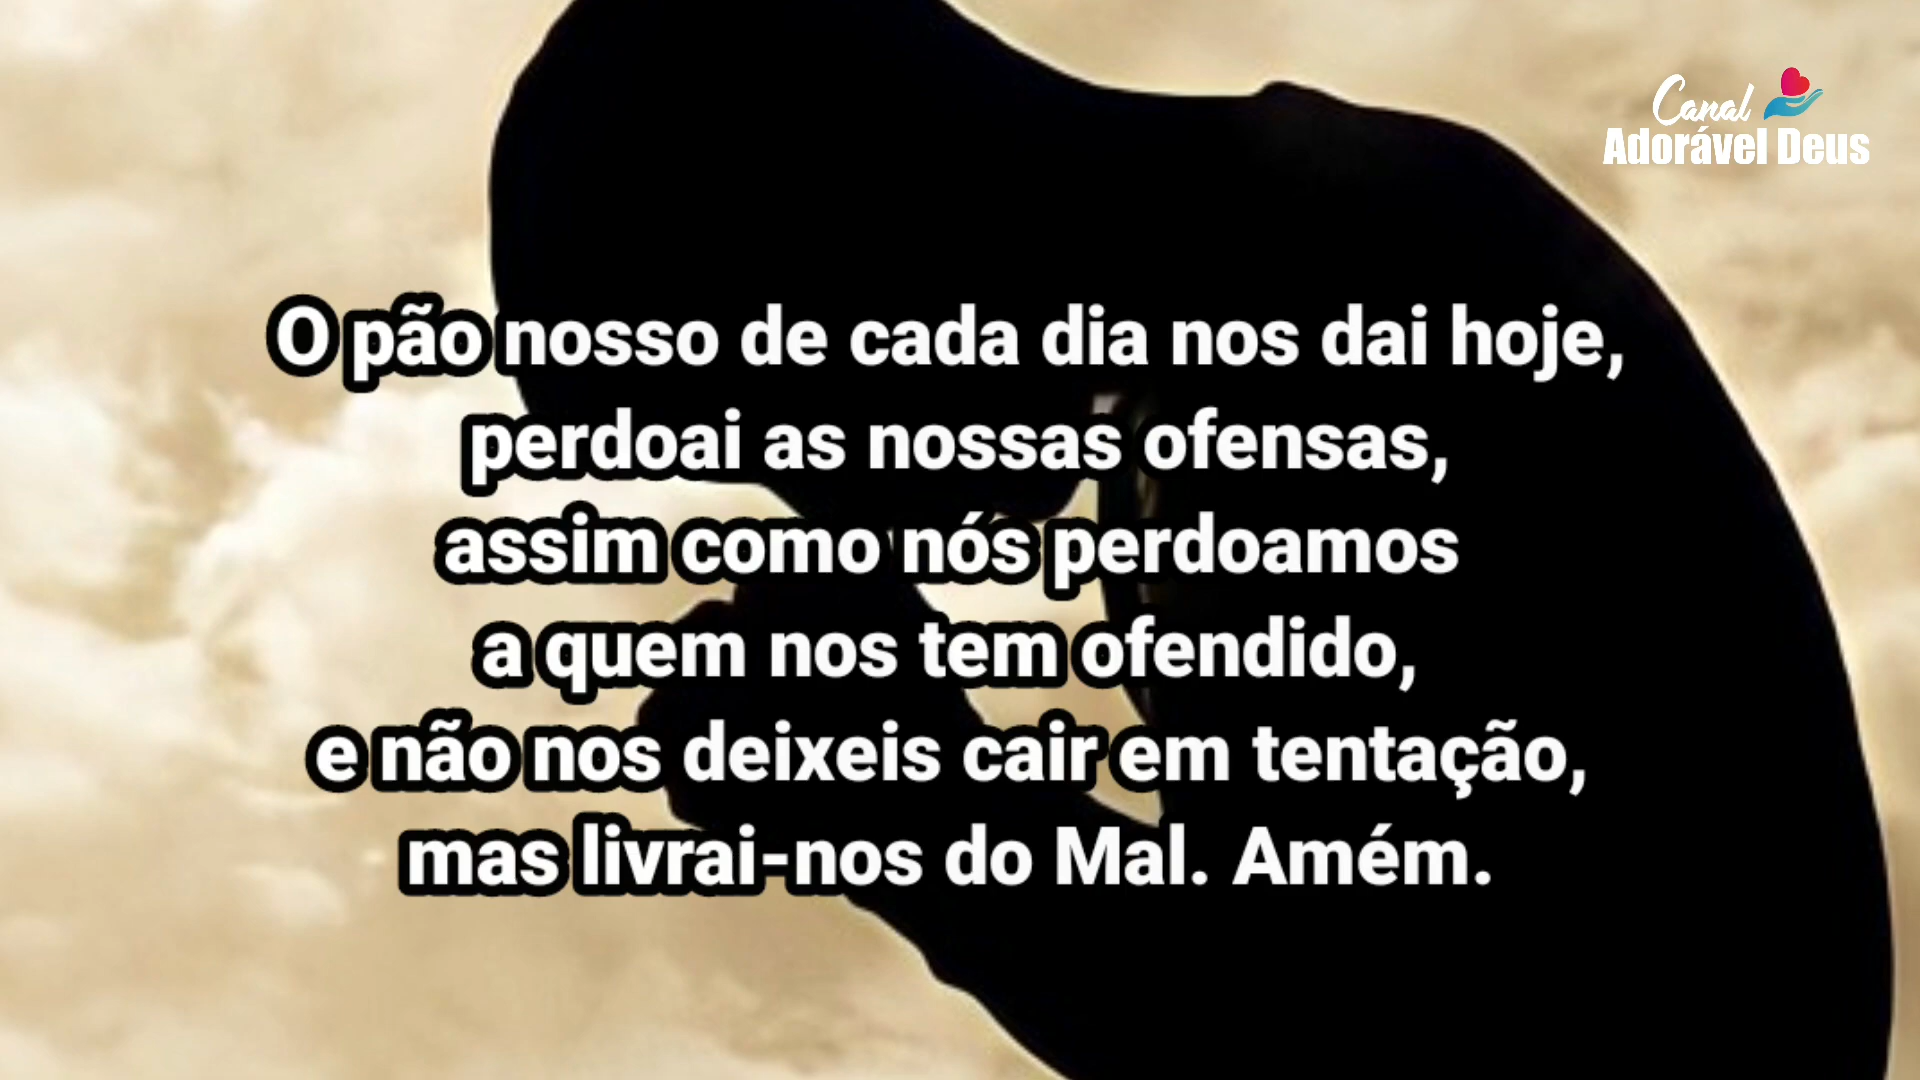 Canal
Adorável Deus
O pão nosso de cada dia nos dai hoje,
perdoai as nossas ofensas,
assim como nós perdoamos
a quem nos tem ofendido,
e não nos deixeis cair em tentação,
mas livrai-nos do Mal. Amém.